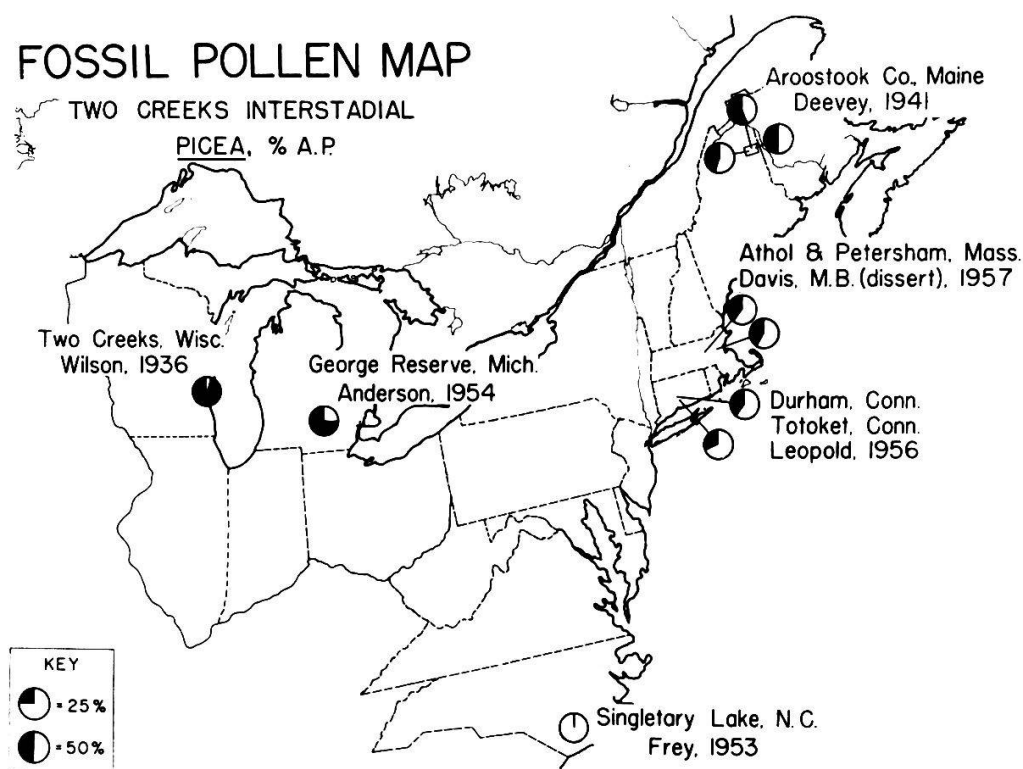 FOSSIL POLLEN MAP
TWO CREEKS INTERSTADIAL
PICEA, % A.P.
Aroostook Co., Maine
Deevey, 1941
Athol & Petersham, Mass.
Davis, M.B. (dissert), 1957
Two Creeks, Wisc.
Wilson, 1936
George Reserve, Mich.
Anderson, 1954
Durham, Conn.
Totoket, Conn.
Leopold, 1956
Singletary Lake, N.C.
Frey, 1953
KEY
= 25%
= 50%